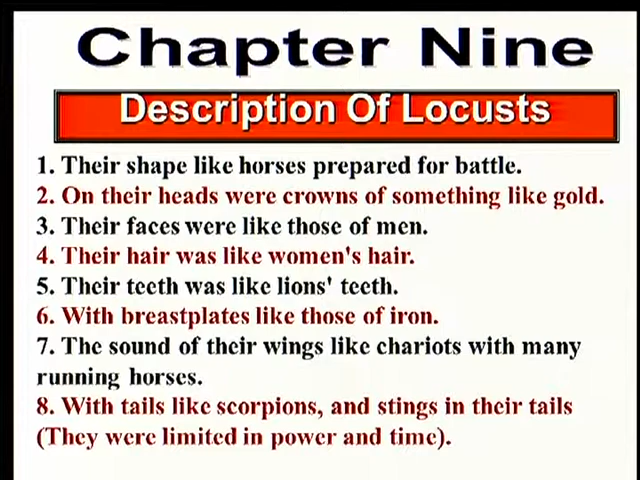 Chapter Nine
Description Of Locusts
1. Their shape like horses prepared for battle.
2. On their heads were crowns of something like gold.
3. Their faces were like those of men.
4. Their hair was like women's hair.
5. Their teeth was like lions' teeth.
6. With breastplates like those of iron.
7. The sound of their wings like chariots with many
running horses.
8. With tails like scorpions, and stings in their tails
(They were limited in power and time).